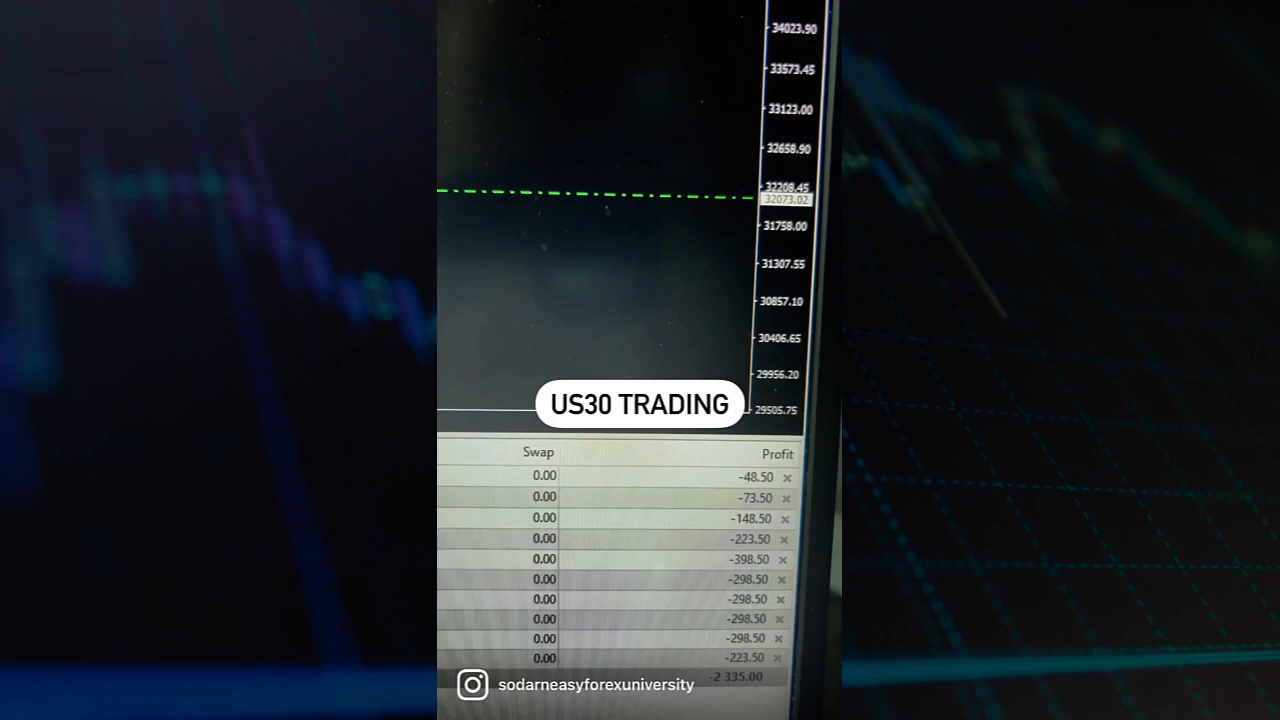 34023.90
33573.45
33123.00
32658.90
32208.45
32073.02
31758.00
31307.55
30857.10
30406.65
29956.20
US30 TRADING
29505.75
Swap Profit
0.00 -48.50 ×
0.00 -73.50 ×
0.00 -148.50 ×
0.00 -223.50 ×
0.00 -398.50 ×
0.00 -298.50 ×
0.00 -298.50 ×
0.00 -298.50 ×
0.00 -298.50 ×
0.00 -223.50 ×
-2 335.00
sodarneasyforexuniversity